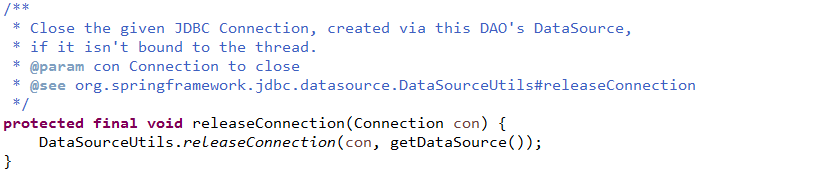 /**
 * Close the given JDBC Connection, created via this DAO's DataSource,
 * if it isn't bound to the thread.
 * @param con Connection to close
 * @see org.springframework.jdbc.datasource.DataSourceUtils#releaseConnection
 */
protected final void releaseConnection(Connection con) {
    DataSourceUtils.releaseConnection(con, getDataSource());
}